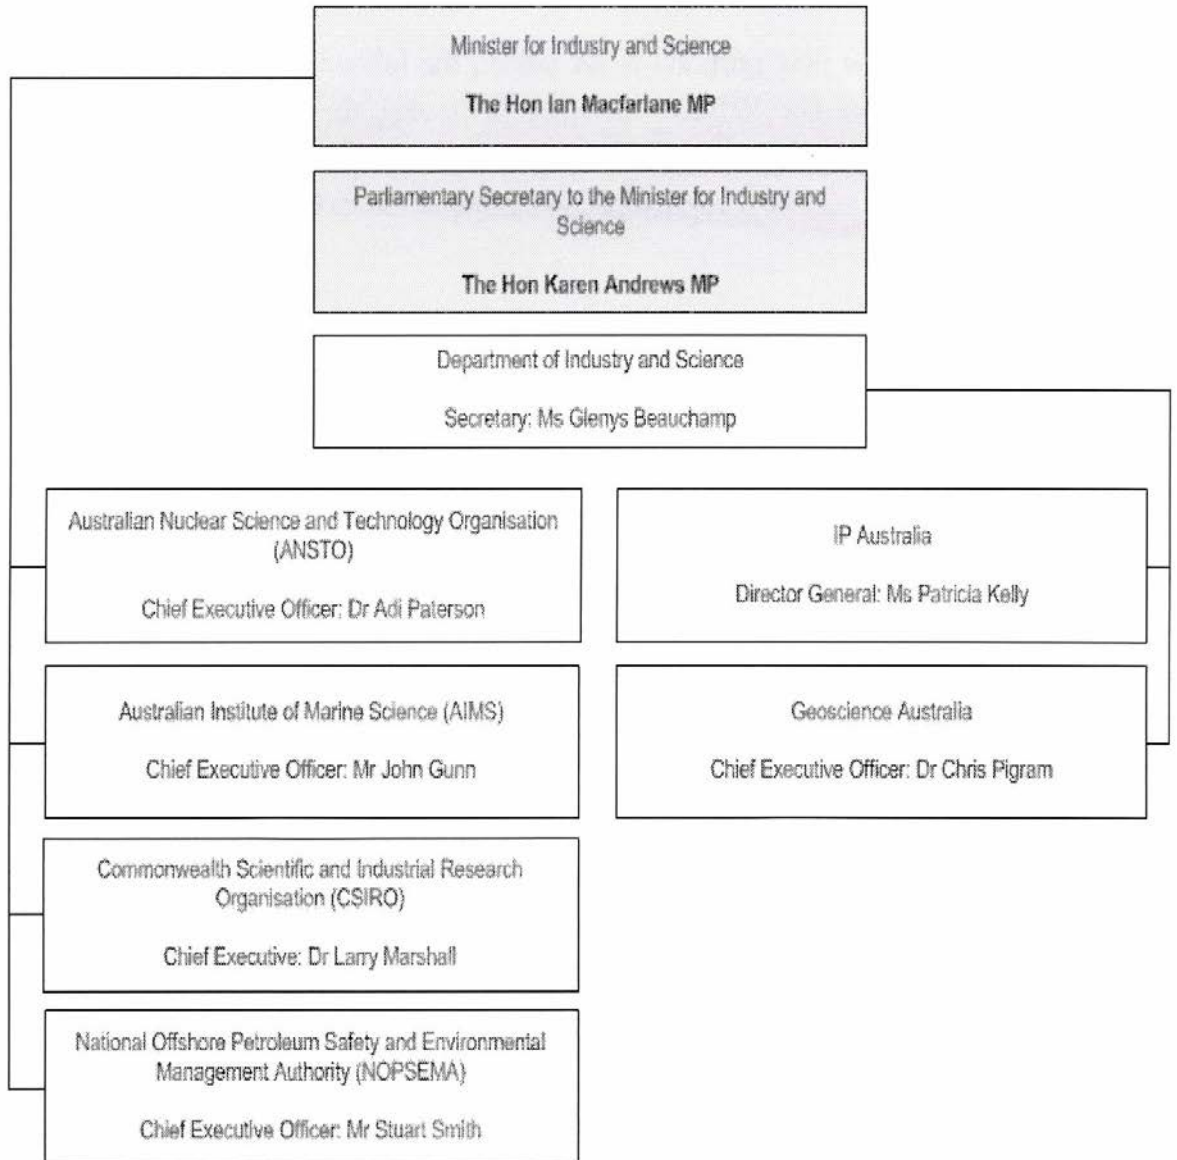 Minister for Industry and Science
The Hon Ian Macfarlane MP
Parliamentary Secretary to the Minister for Industry and
Science
The Hon Karen Andrews MP
Department of Industry and Science
Secretary: Ms Glenys Beauchamp
Australian Nuclear Science and Technology Organisation
(ANSTO)
Chief Executive Officer: Dr Adi Paterson
IP Australia
Director General: Ms Patricia Kelly
Australian Institute of Marine Science (AIMS)
Chief Executive Officer: Mr John Gunn
Geoscience Australia
Chief Executive Officer: Dr Chris Pigram
Commonwealth Scientific and Industrial Research
Organisation (CSIRO)
Chief Executive: Dr Larry Marshall
National Offshore Petroleum Safety and Environmental
Management Authority (NOPSEMA)
Chief Executive Officer: Mr Stuart Smith